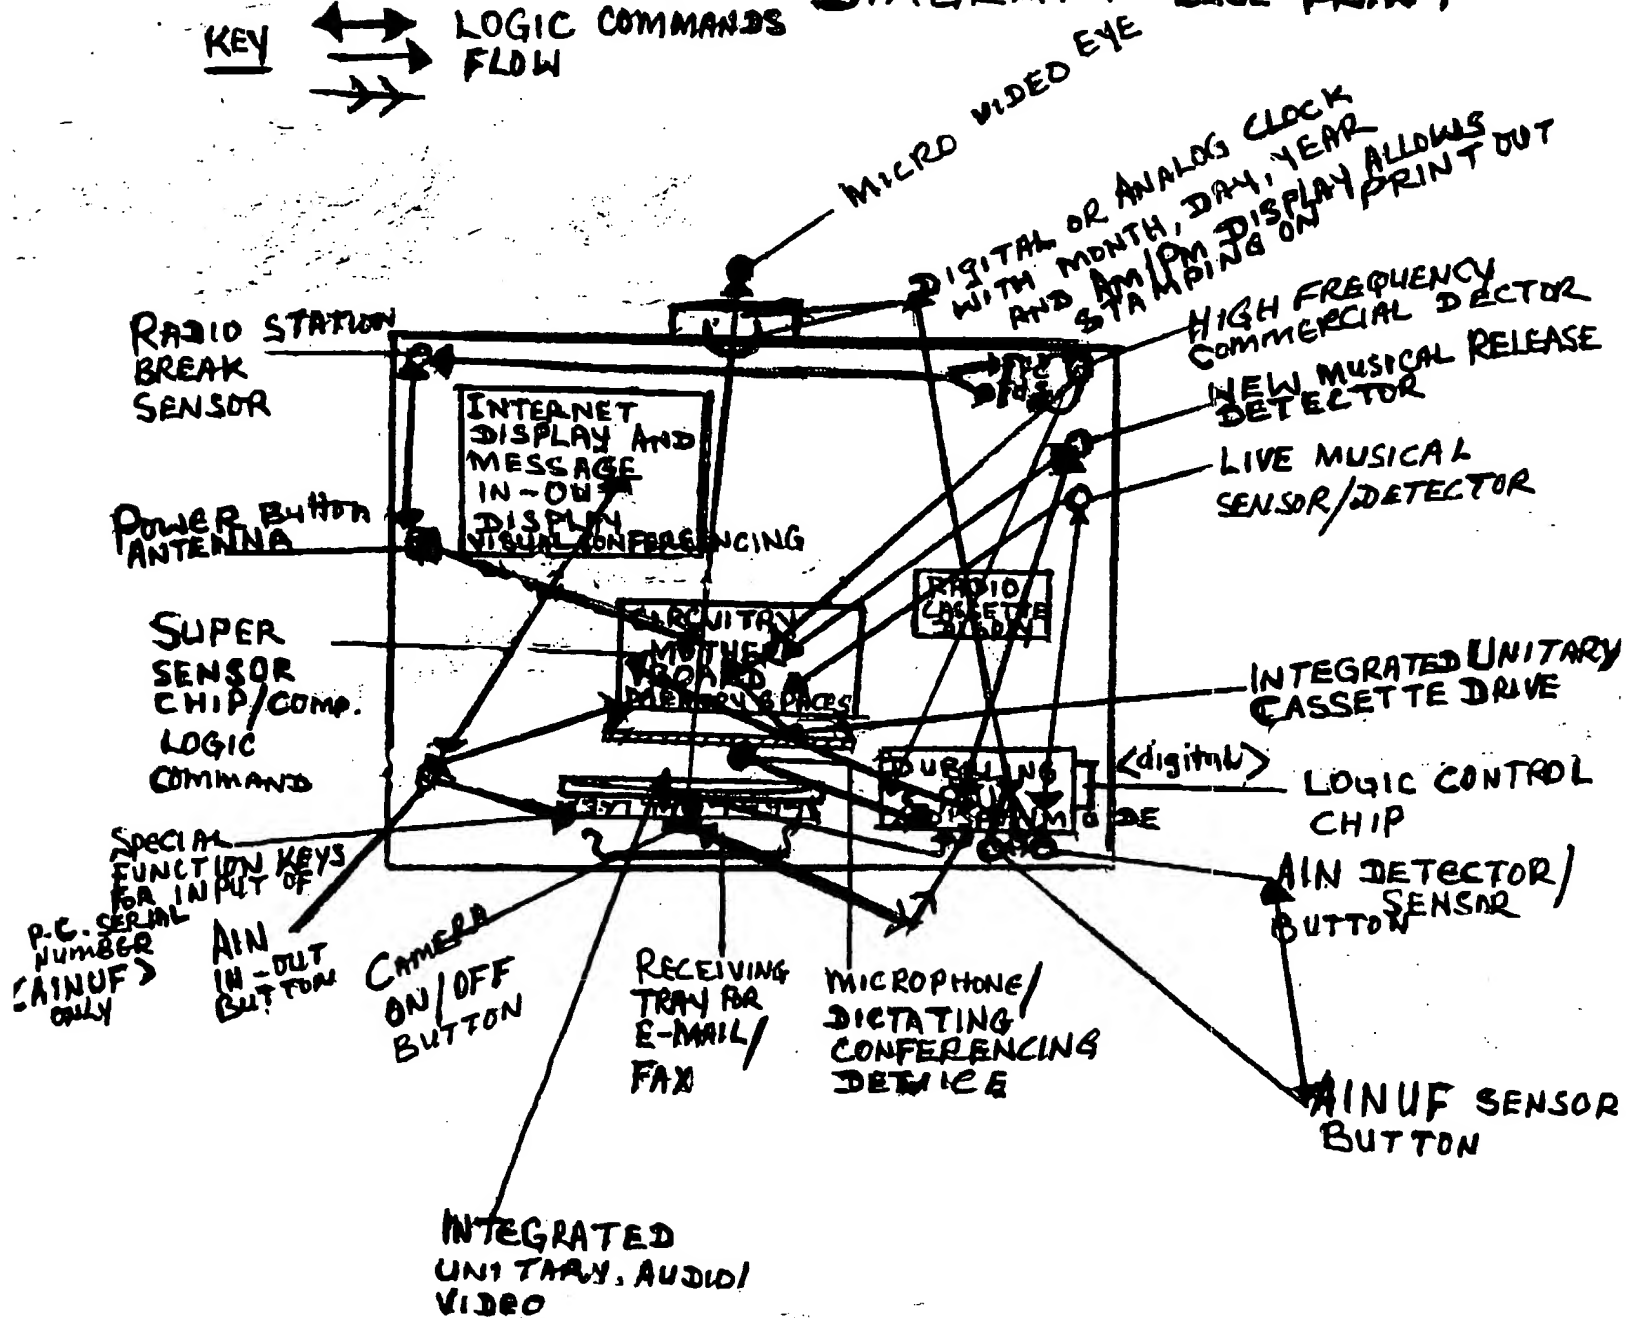 KEY
LOGIC COMMANDS
FLOW
MICRO VIDEO EYE
DIGITAL OR ANALOG CLOCK
WITH MONTH, DAY, YEAR
AND AM/PM DISPLAY ALLOWS
STAMPING ON PRINT OUT
RADIO STATION
BREAK
SENSOR
HIGH FREQUENCY
COMMERCIAL DECTOR
NEW MUSICAL RELEASE
DETECTOR
LIVE MUSICAL
SENSOR/DETECTOR
INTERNET
DISPLAY AND
MESSAGE
IN-OUT
DISPLAY
VISUAL CONFERENCING
POWER BUTTON
ANTENNA
RADIO
CASSETTE
DISPLAY
CIRCUITRY
MOTHER
BOARD
MEMORY SPACES
SUPER
SENSOR
CHIP/COMP.
LOGIC
COMMAND
INTEGRATED UNITARY
CASSETTE DRIVE
<digital>
LOGIC CONTROL
CHIP
SPECIAL
FUNCTION KEYS
FOR INPUT OF
P.C. SERIAL
NUMBER
<AINUF>
ONLY
AIN
IN-OUT
BUTTON
CAMERA
ON/OFF
BUTTON
RECEIVING
TRAY FOR
E-MAIL/
FAX
MICROPHONE/
DICTATING/
CONFERENCING
DEVICE
AIN DETECTOR/
SENSOR
BUTTON
AINUF SENSOR
BUTTON
INTEGRATED
UNITARY, AUDIO/
VIDEO